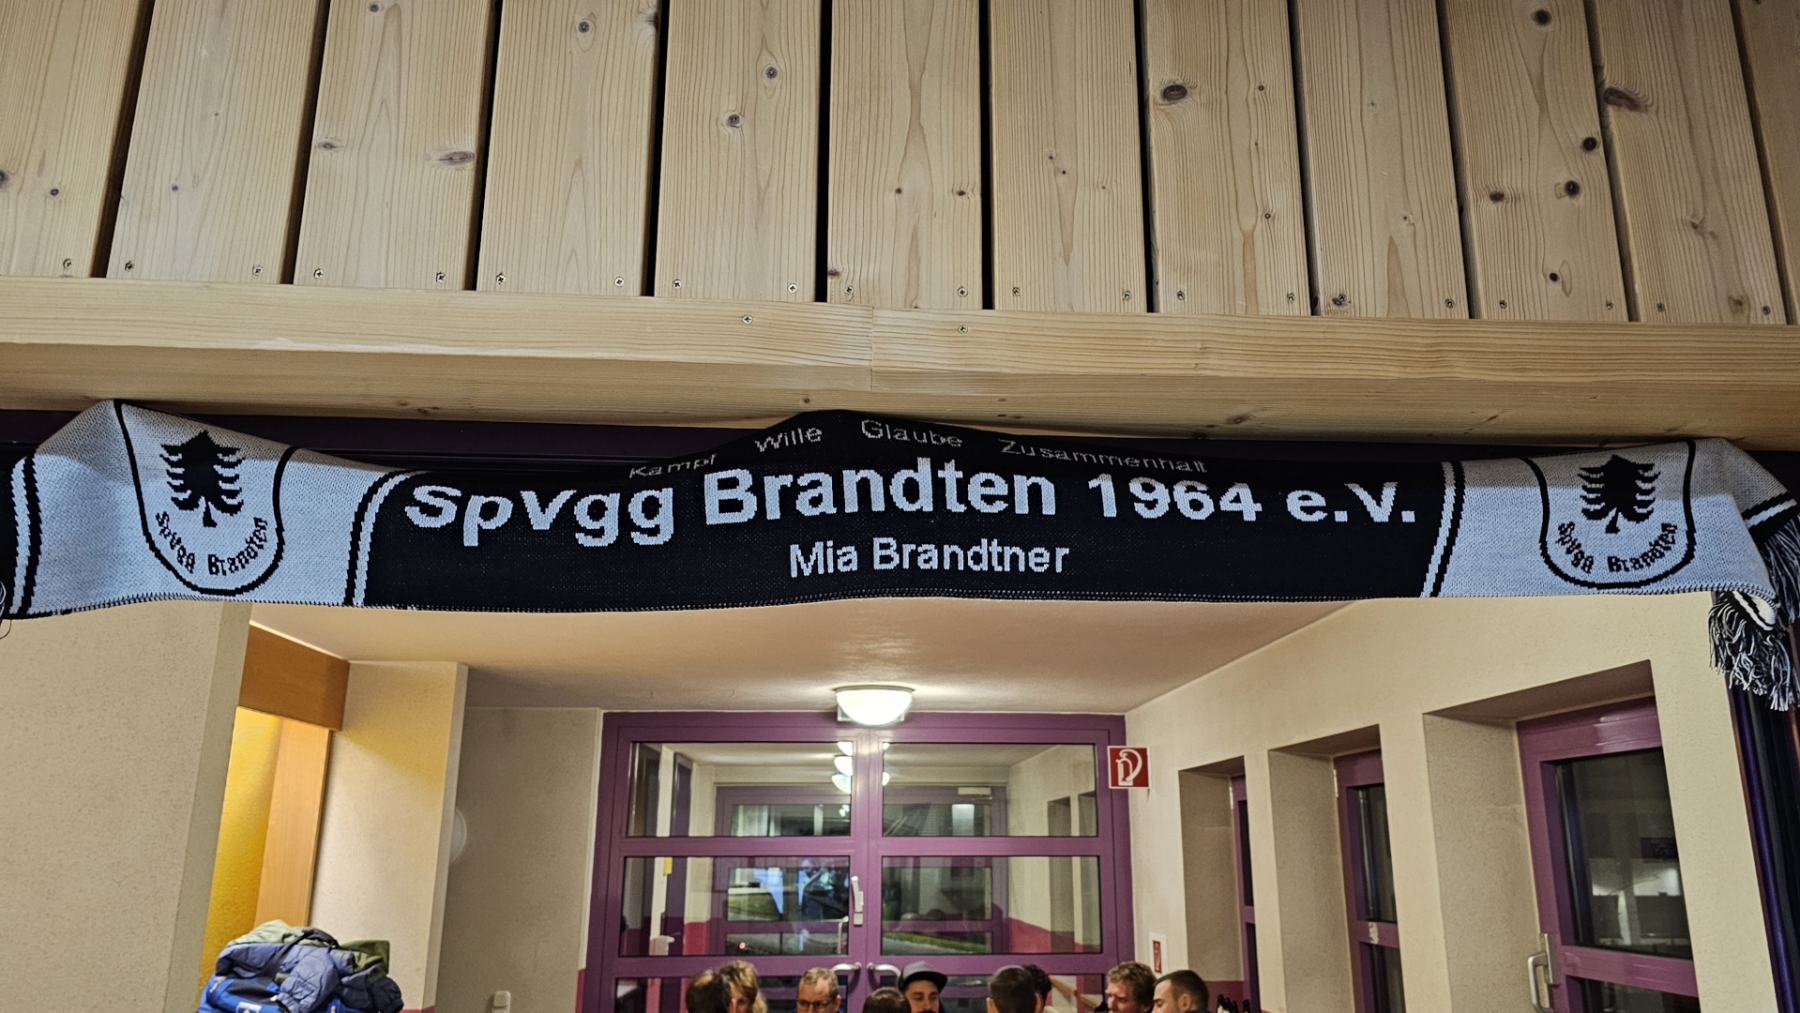 Kampf Wille Glaube Zusammenhalt
SpVgg Brandten 1964 e.V.
Mia Brandtner
SpVgg Brandten
SpVgg Brandten